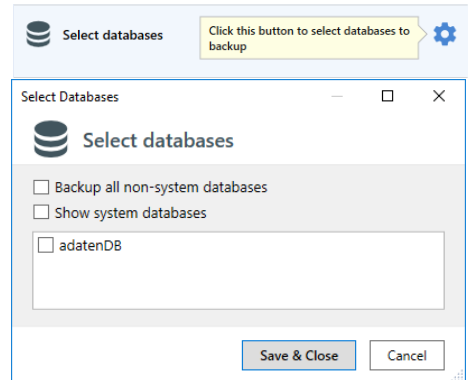 Select databases
Click this button to select databases to
backup
Select Databases
Select databases
Backup all non-system databases
Show system databases
adatenDB
Save & Close
Cancel